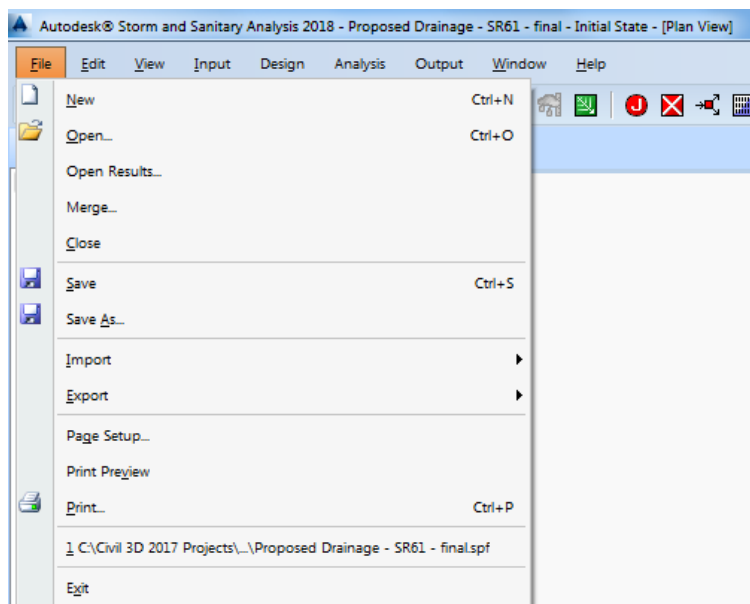 Autodesk® Storm and Sanitary Analysis 2018 - Proposed Drainage - SR61 - final - Initial State - [Plan View]
File Edit View Input Design Analysis Output Window Help
New Ctrl+N
Open... Ctrl+O
Open Results...
Merge...
Close
Save Ctrl+S
Save As...
Import
Export
Page Setup...
Print Preview
Print... Ctrl+P
1 C:\Civil 3D 2017 Projects\...\Proposed Drainage - SR61 - final.spf
Exit
J